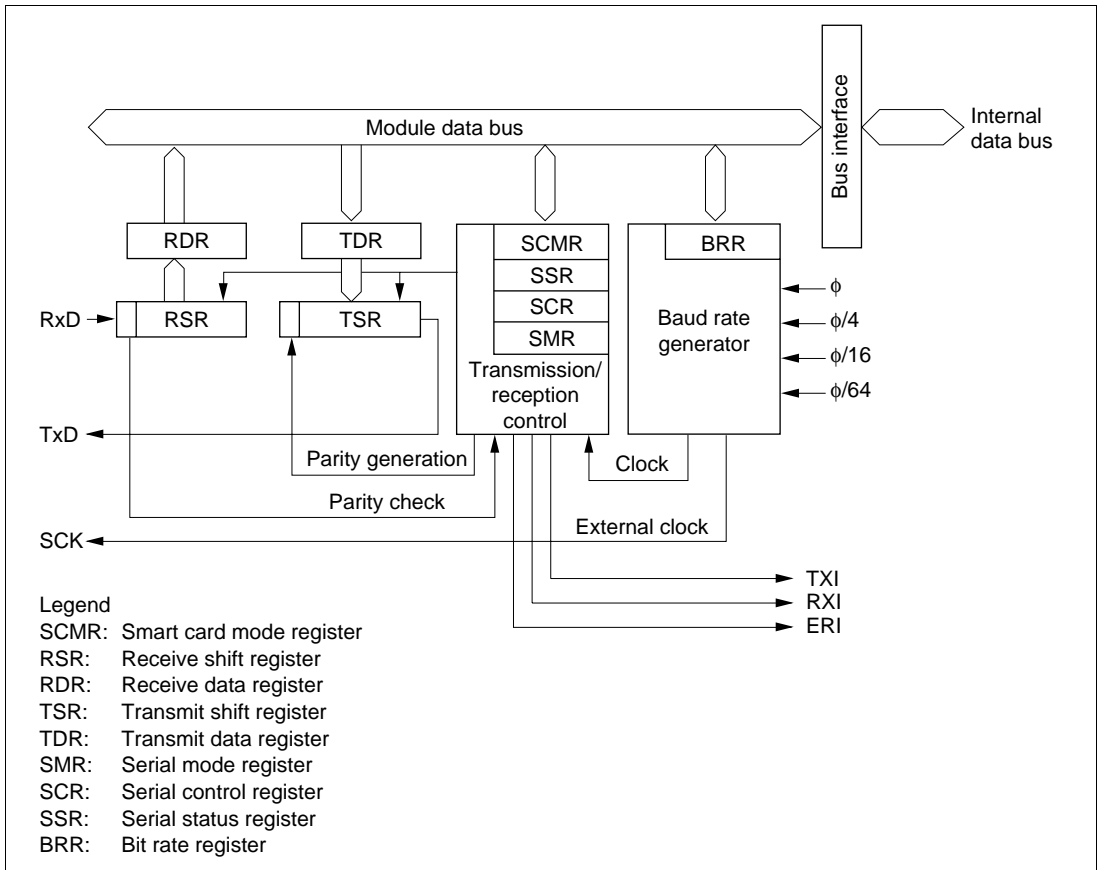 Module data bus
Bus interface
Internal
data bus
RDR
TDR
SCMR
SSR
SCR
SMR
Transmission/
reception
control
BRR
Baud rate
generator
ϕ
ϕ/4
ϕ/16
ϕ/64
RxD
RSR
TSR
TxD
Parity generation
Parity check
Clock
External clock
SCK
TXI
RXI
ERI
Legend
SCMR: Smart card mode register
RSR: Receive shift register
RDR: Receive data register
TSR: Transmit shift register
TDR: Transmit data register
SMR: Serial mode register
SCR: Serial control register
SSR: Serial status register
BRR: Bit rate register